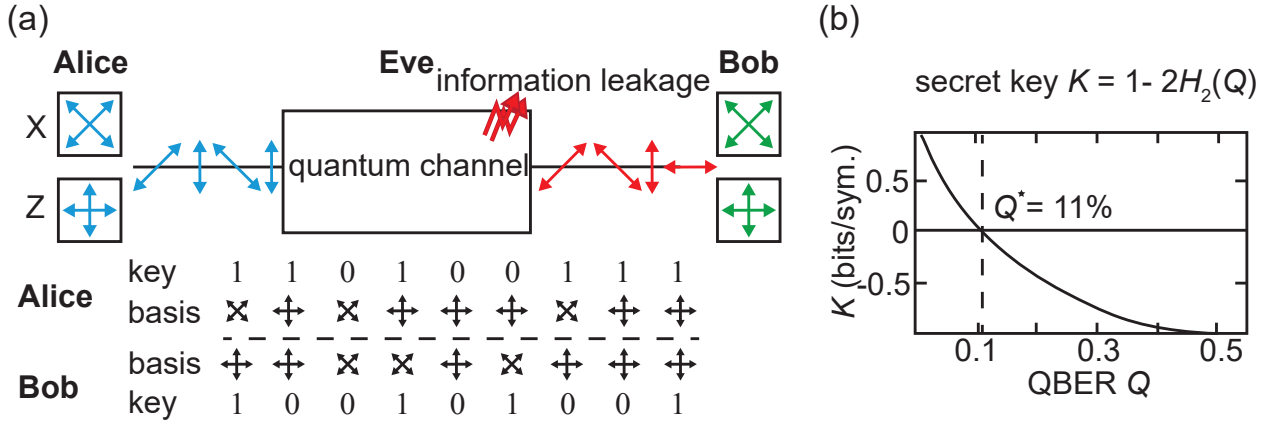 (a)
Alice
Eve
Bob
information leakage
X
quantum channel
Z
key 1 1 0 1 0 0 1 1 1
Alice
basis
basis
Bob
key 1 0 0 1 0 1 0 0 1
(b)
secret key K = 1- 2H₂(Q)
K (bits/sym.)
0.5
Q* = 11%
0
-0.5
0.1 0.3 0.5
QBER Q